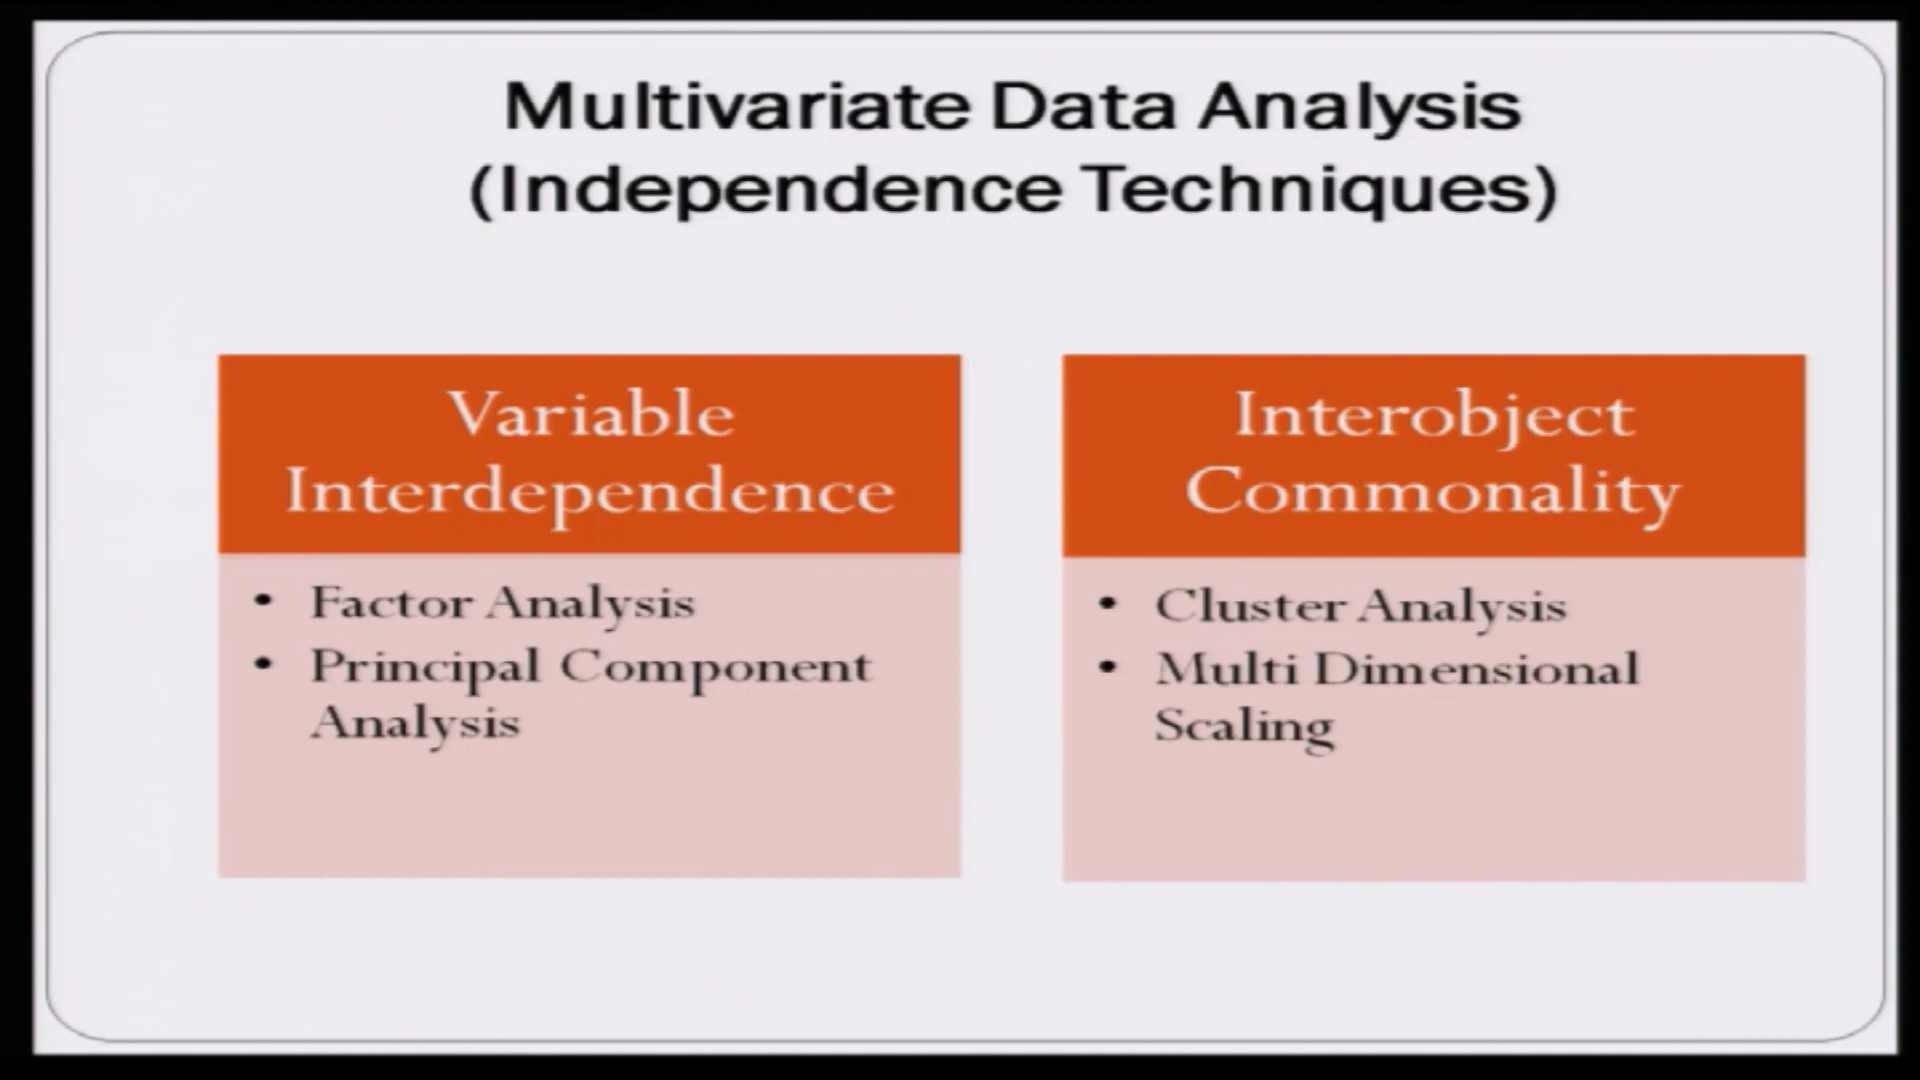 Multivariate Data Analysis
(Independence Techniques)
Variable
Interdependence
• Factor Analysis
• Principal Component
Analysis
Interobject
Commonality
• Cluster Analysis
• Multi Dimensional
Scaling